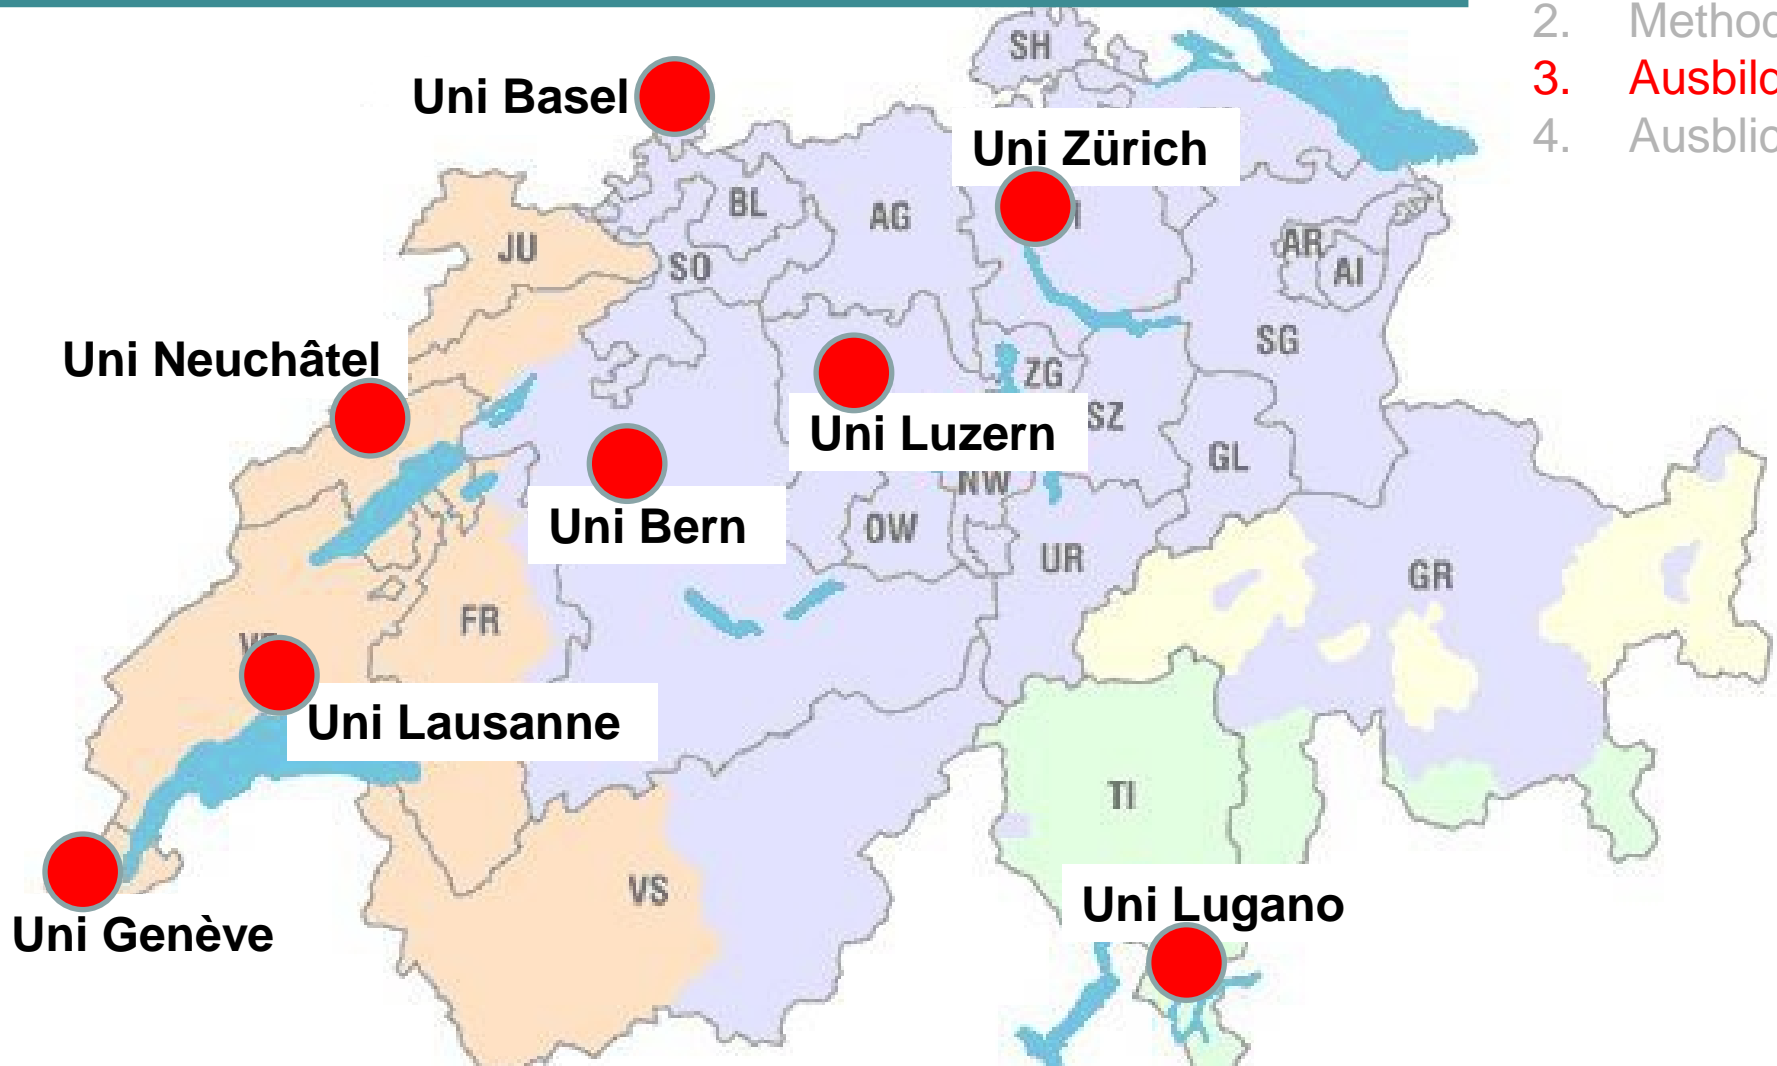 2. Method
3. Ausbild
4. Ausblic
SH
Uni Basel
Uni Zürich
BL
AG
JU
SO
AR
AI
Uni Neuchâtel
SG
ZG
SZ
Uni Luzern
GL
NW
Uni Bern
OW
UR
GR
FR
Uni Lausanne
TI
VS
Uni Lugano
Uni Genève